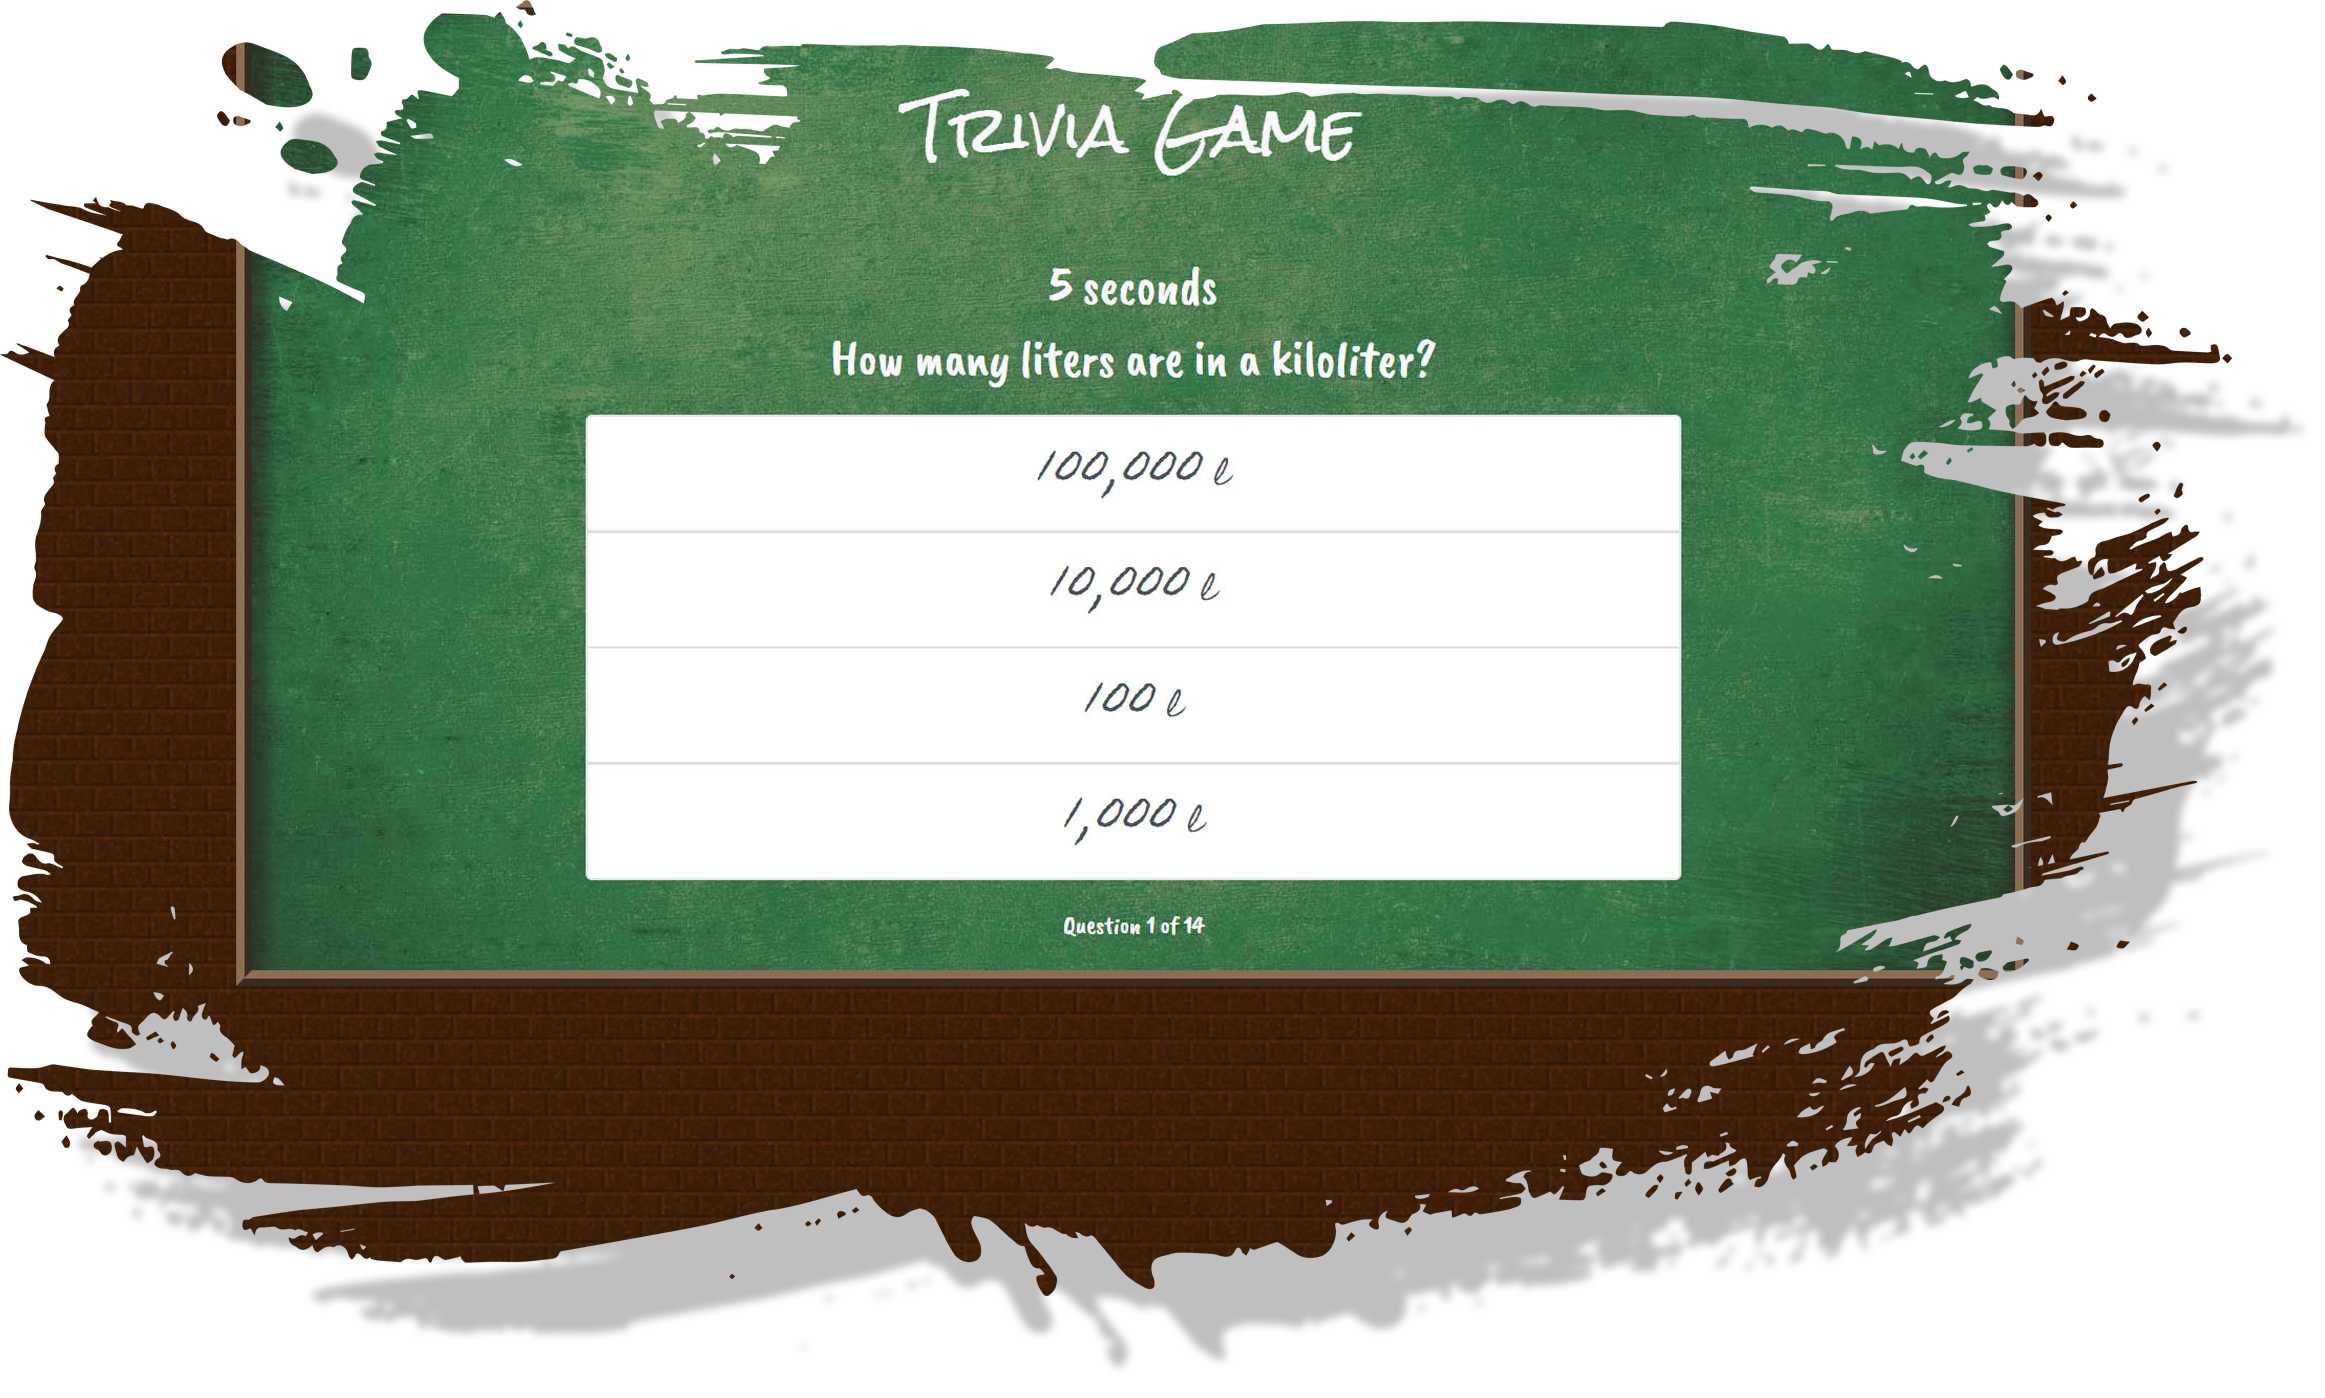 Trivia Game
5 seconds
How many liters are in a kiloliter?
100,000 l
10,000 l
100 l
1,000 l
Question 1 of 14